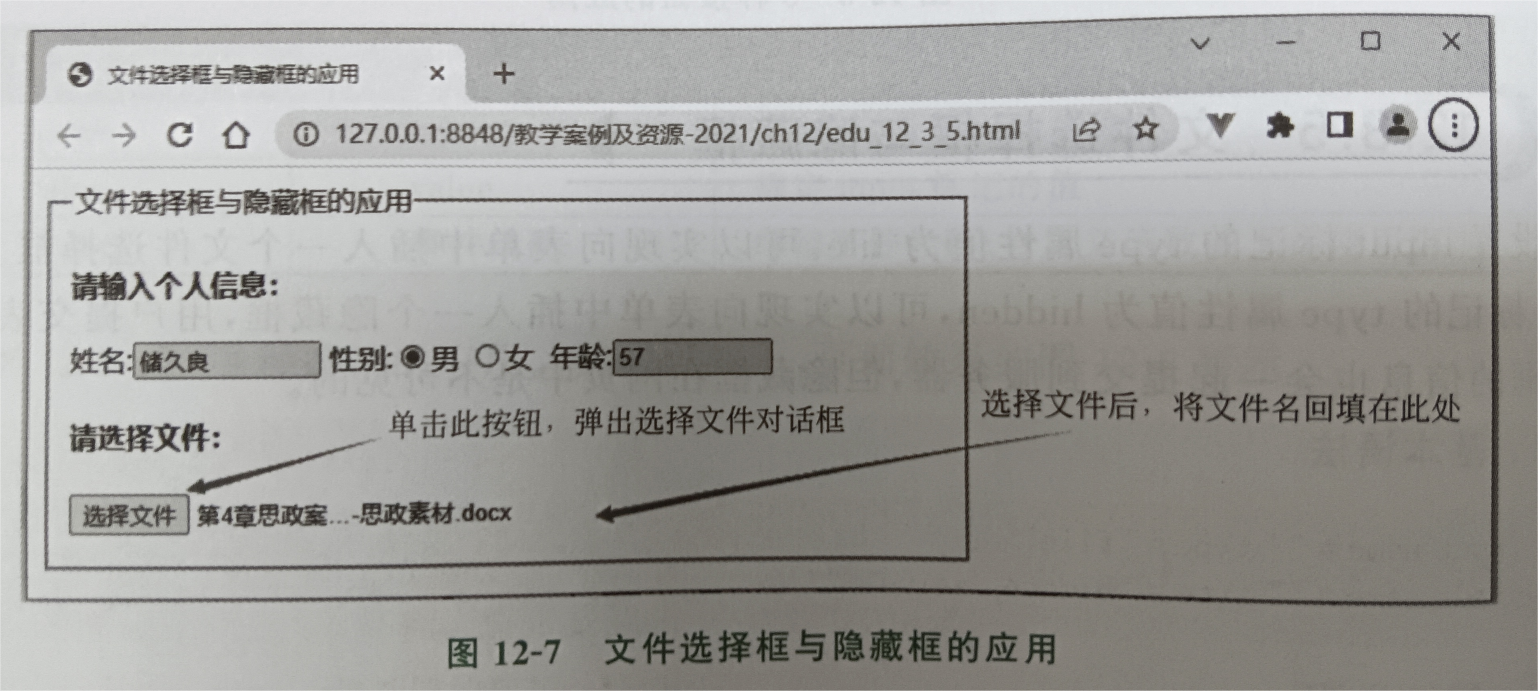 文件选择框与隐藏框的应用
127.0.0.1:8848/教学案例及资源-2021/ch12/edu_12_3_5.html
文件选择框与隐藏框的应用
请输入个人信息：
姓名:储久良 性别: 男 女 年龄:57
单击此按钮，弹出选择文件对话框
选择文件后，将文件名回填在此处
请选择文件：
选择文件 第4章思政案...-思政素材.docx
图 12-7 文件选择框与隐藏框的应用